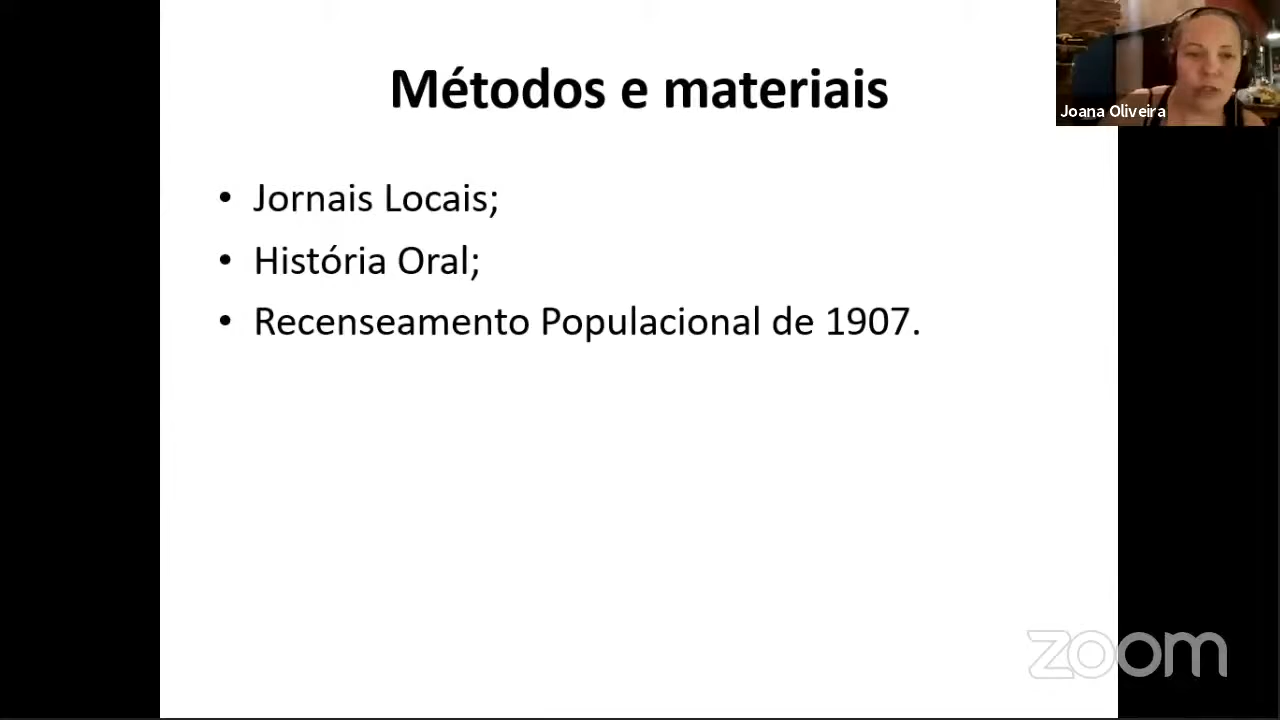 Métodos e materiais
Joana Oliveira
• Jornais Locais;
• História Oral;
• Recenseamento Populacional de 1907.
zoom